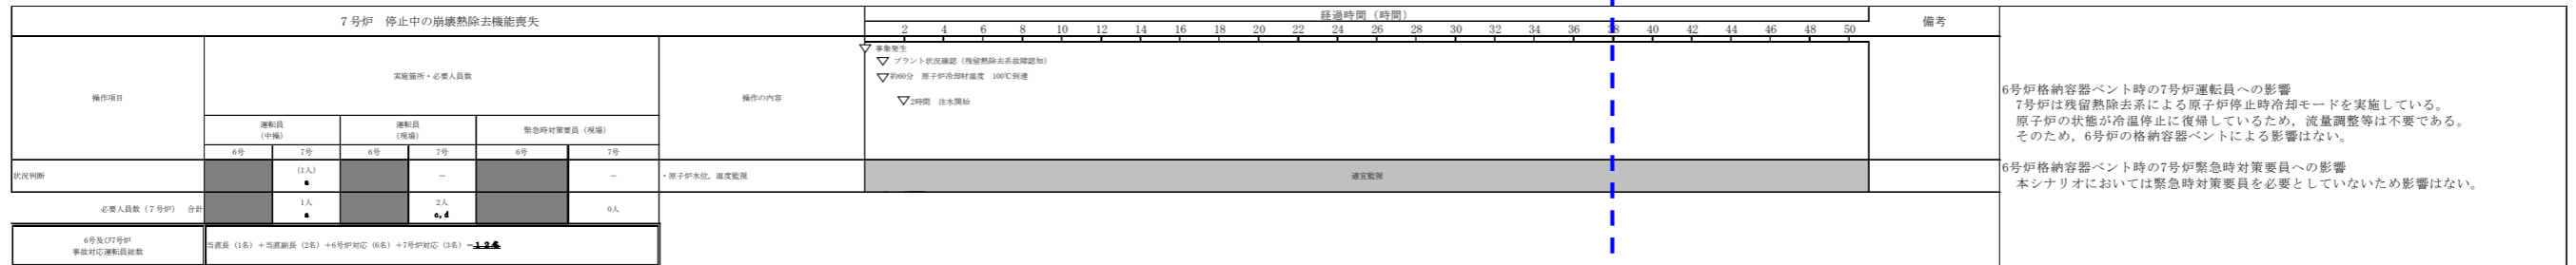 7号炉 停止中の崩壊熱除去機能喪失
経過時間（時間）
備考
2 4 6 8 10 12 14 16 18 20 22 24 26 28 30 32 34 36 38 40 42 44 46 48 50
操作項目
実施箇所・必要人員数
操作の内容
事象発生
プラント状況確認（残留熱除去系故障認知）
約60分 原子炉冷却材温度 100℃到達
2時間 注水開始
運転員
（中操）
運転員
（現場）
緊急時対策要員（現場）
6号 7号 6号 7号 6号 7号
状況判断
（1人）
a
－
－
・原子炉水位，温度監視
適宜監視
必要人員数（7号炉） 合計
1人
a
2人
c,d
0人
6号及び7号炉
事故対応運転員総数
当直長（1名）＋当直副長（2名）＋6号炉対応（6名）＋7号炉対応（3名）＝12名
6号炉格納容器ベント時の7号炉運転員への影響
7号炉は残留熱除去系による原子炉停止時冷却モードを実施している。
原子炉の状態が冷温停止に復帰しているため，流量調整等は不要である。
そのため，6号炉の格納容器ベントによる影響はない。
6号炉格納容器ベント時の7号炉緊急時対策要員への影響
本シナリオにおいては緊急時対策要員を必要としていないため影響はない。